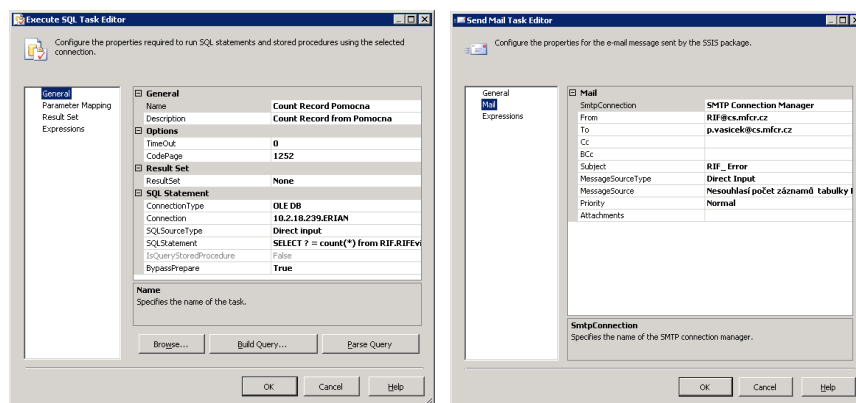 Execute SQL Task Editor
Configure the properties required to run SQL statements and stored procedures using the selected
connection.
General
Parameter Mapping
Result Set
Expressions
General
Name Count Record Pomocna
Description Count Record from Pomocna
Options
TimeOut 0
CodePage 1252
Result Set
ResultSet None
SQL Statement
ConnectionType OLE DB
Connection 10.2.18.239.ERIAN
SQLSourceType Direct input
SQLStatement SELECT ? = count(*) from RIF.RIFEvi
IsQueryStoredProcedure False
BypassPrepare True
Name
Specifies the name of the task.
Browse... Build Query... Parse Query
OK Cancel Help
Send Mail Task Editor
Configure the properties for the e-mail message sent by the SSIS package.
General
Mail
Expressions
Mail
SmtpConnection SMTP Connection Manager
From RIF@cs.mfcr.cz
To p.vasicek@cs.mfcr.cz
Cc
BCc
Subject RIF_ Error
MessageSourceType Direct Input
MessageSource Nesouhlasí počet záznamů tabulky
Priority Normal
Attachments
SmtpConnection
Specifies the name of the SMTP connection manager.
OK Cancel Help